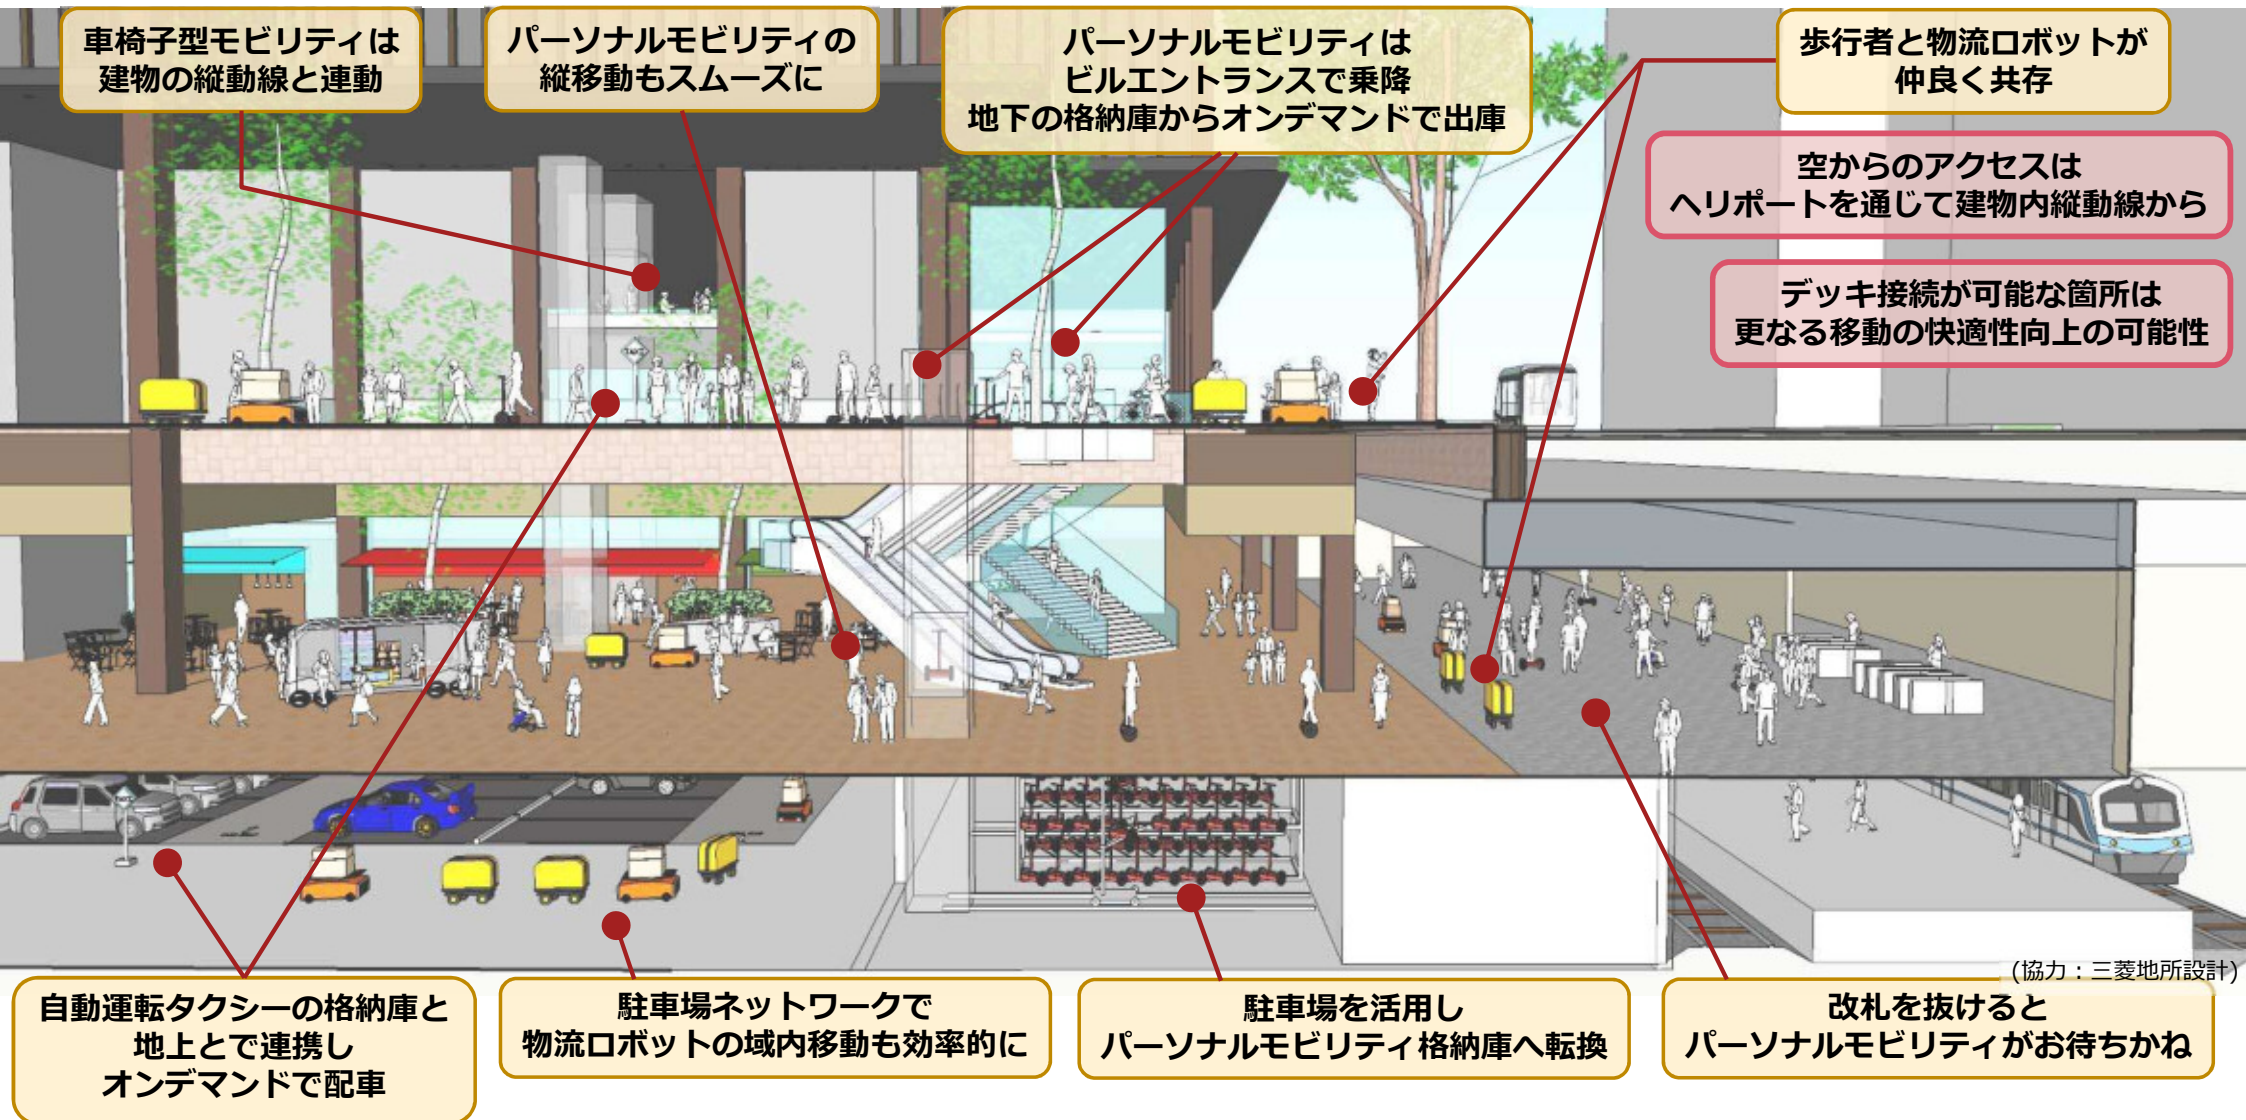 車椅子型モビリティは
建物の縦動線と連動
パーソナルモビリティの
縦移動もスムーズに
パーソナルモビリティは
ビルエントランスで乗降
地下の格納庫からオンデマンドで出庫
歩行者と物流ロボットが
仲良く共存
空からのアクセスは
ヘリポートを通じて建物内縦動線から
デッキ接続が可能な箇所は
更なる移動の快適性向上の可能性
(協力：三菱地所設計)
自動運転タクシーの格納庫と
地上とで連携し
オンデマンドで配車
駐車場ネットワークで
物流ロボットの域内移動も効率的に
駐車場を活用し
パーソナルモビリティ格納庫へ転換
改札を抜けると
パーソナルモビリティがお待ちかね